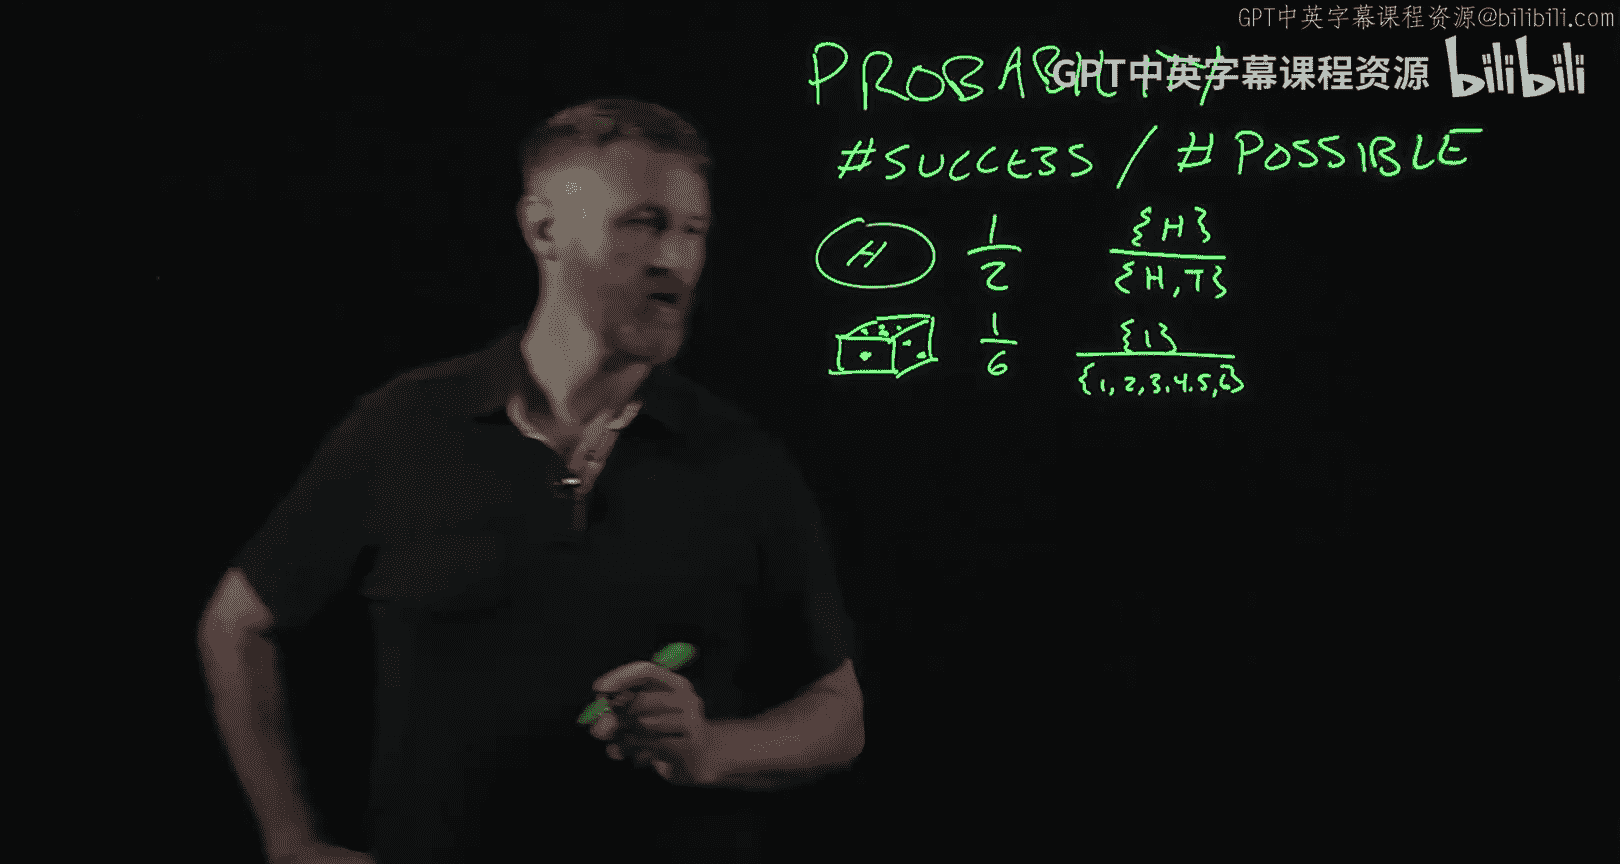 GPT中英字幕课程资源@bilibili.com
PROBABILITY
GPT中英字幕课程资源 bilibili
#SUCCESS / # POSSIBLE
H 1/2 {H}/{H,T}
1/6 {1}/{1,2,3,4,5,6}